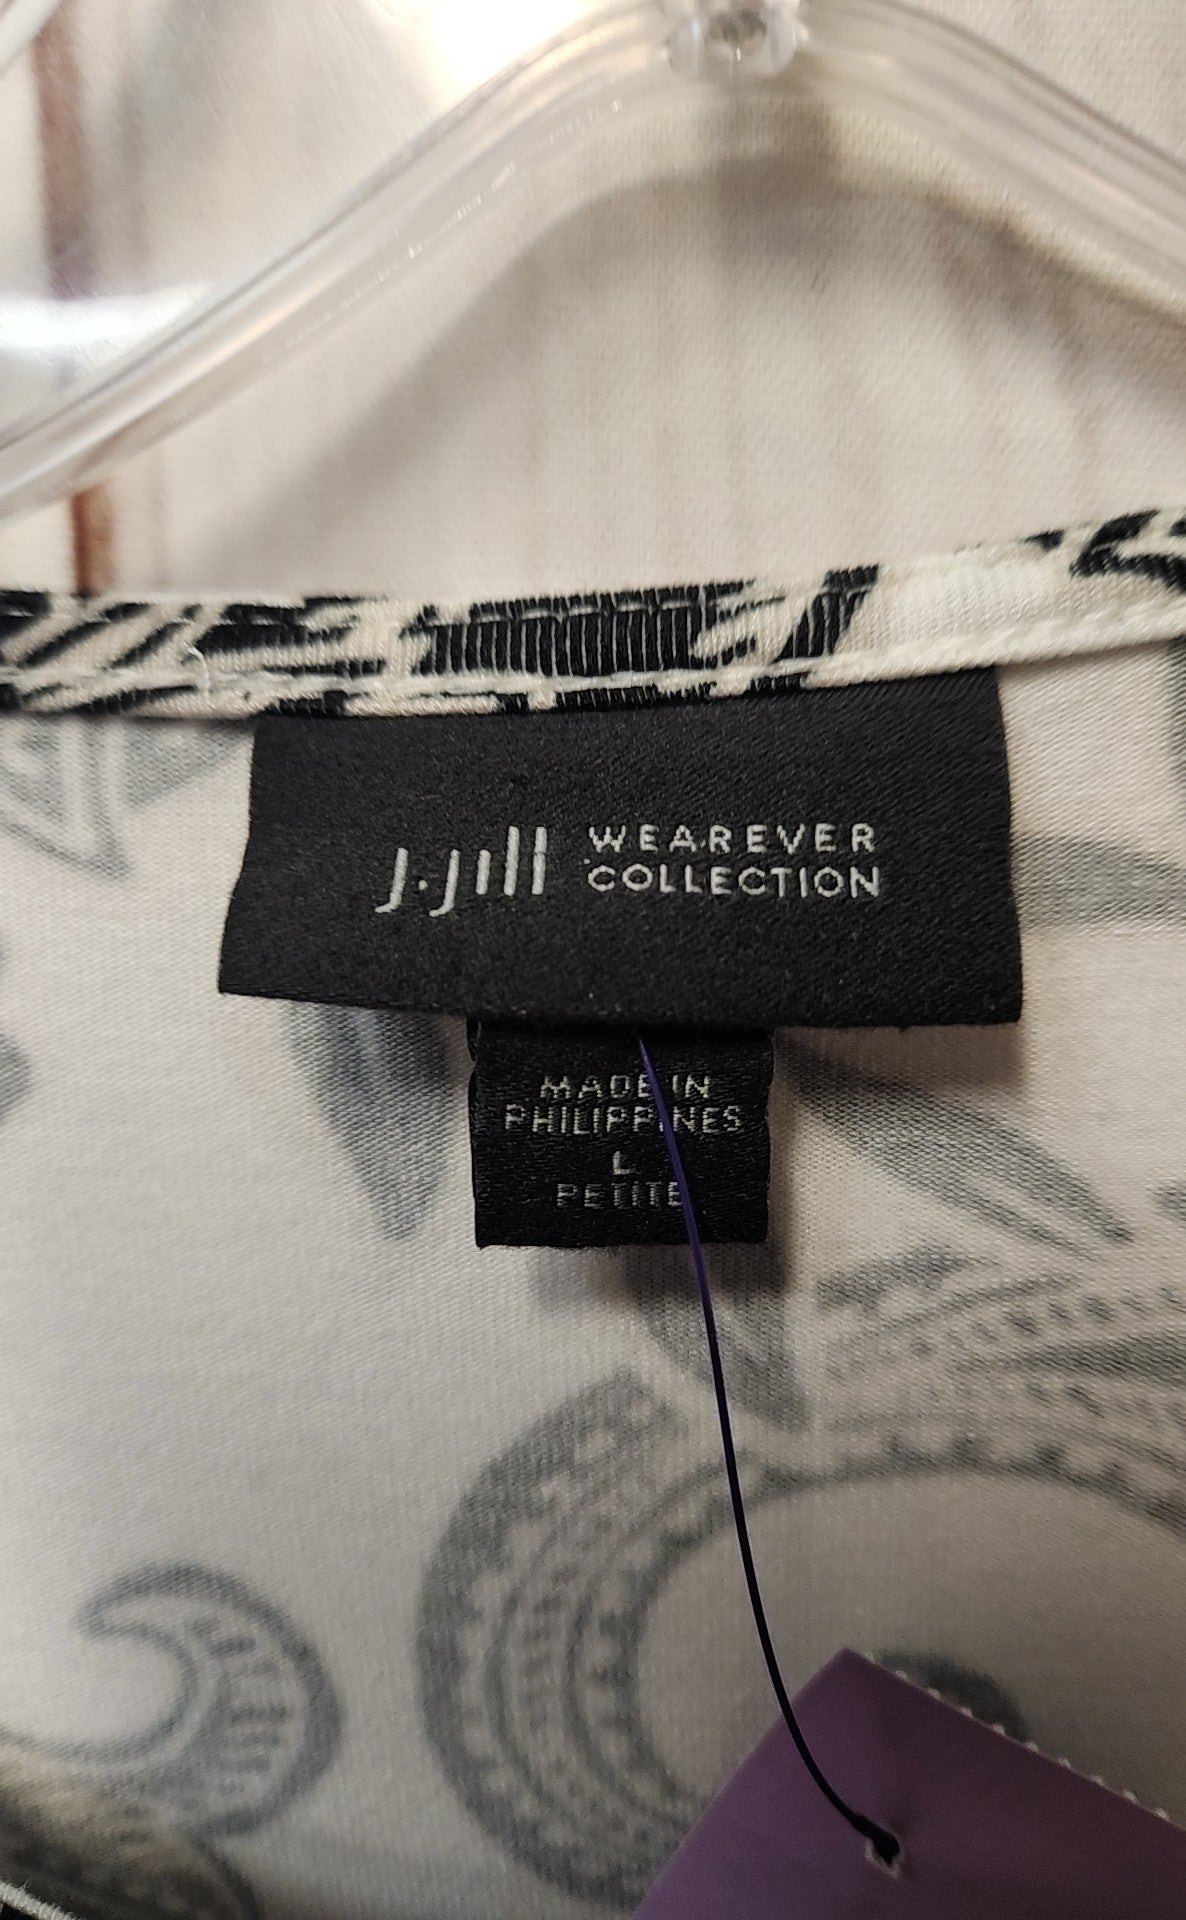 J.Jill WEAREVER
COLLECTION
MADE IN
PHILIPPINES
L
PETITE